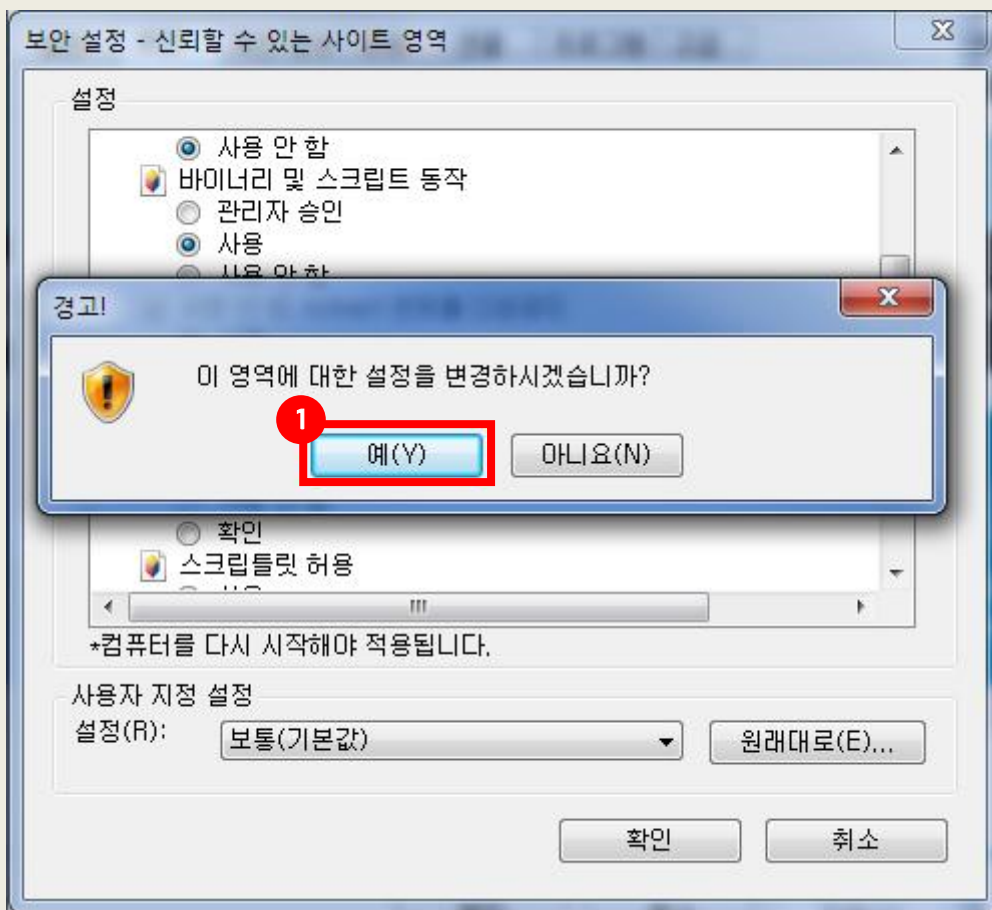 보안 설정 - 신뢰할 수 있는 사이트 영역
설정
사용 안 함
바이너리 및 스크립트 동작
관리자 승인
사용
사용 안 함
경고!
이 영역에 대한 설정을 변경하시겠습니까?
1
예(Y)
아니요(N)
확인
스크립틀릿 허용
*컴퓨터를 다시 시작해야 적용됩니다.
사용자 지정 설정
설정(R):
보통(기본값)
원래대로(E)...
확인
취소